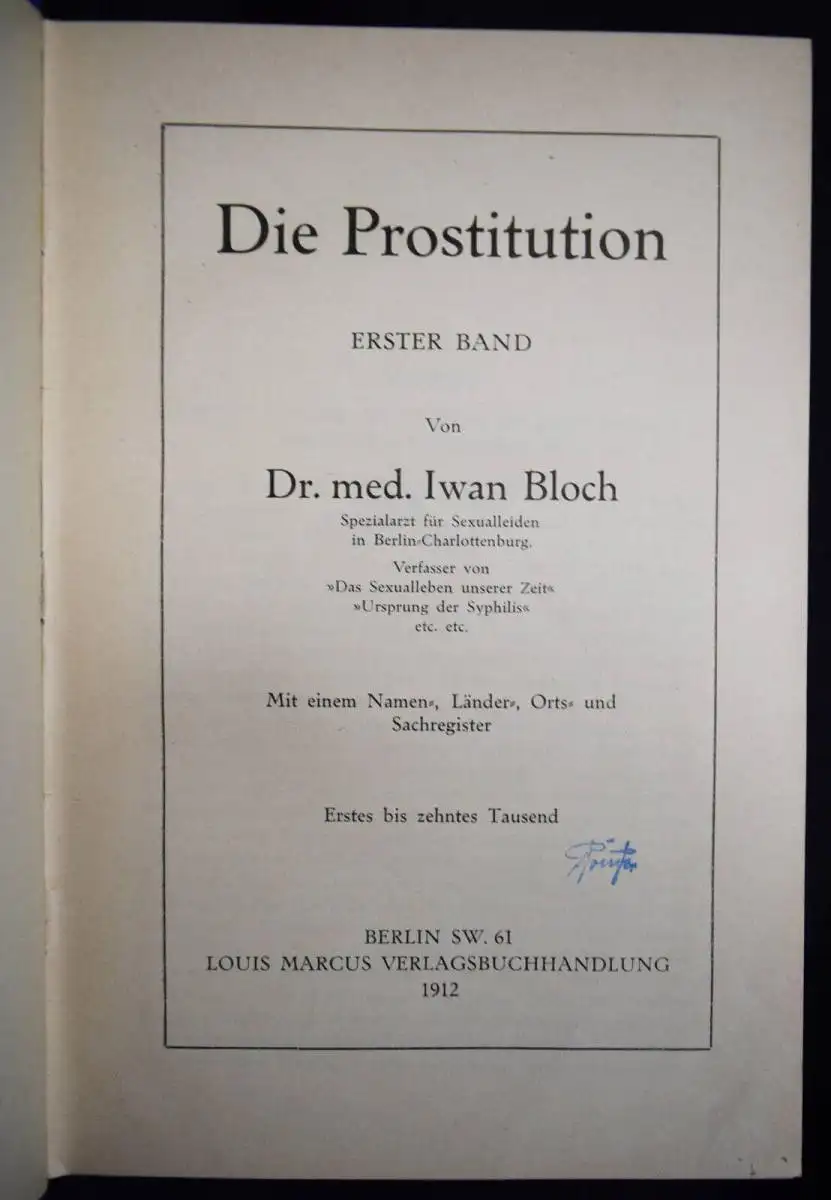 Die Prostitution
ERSTER BAND
Von
Dr. med. Iwan Bloch
Spezialarzt für Sexualleiden
in Berlin-Charlottenburg.
Verfasser von
»Das Sexualleben unserer Zeit«
»Ursprung der Syphilis«
etc. etc.
Mit einem Namen-, Länder-, Orts- und
Sachregister
Erstes bis zehntes Tausend
BERLIN SW. 61
LOUIS MARCUS VERLAGSBUCHHANDLUNG
1912